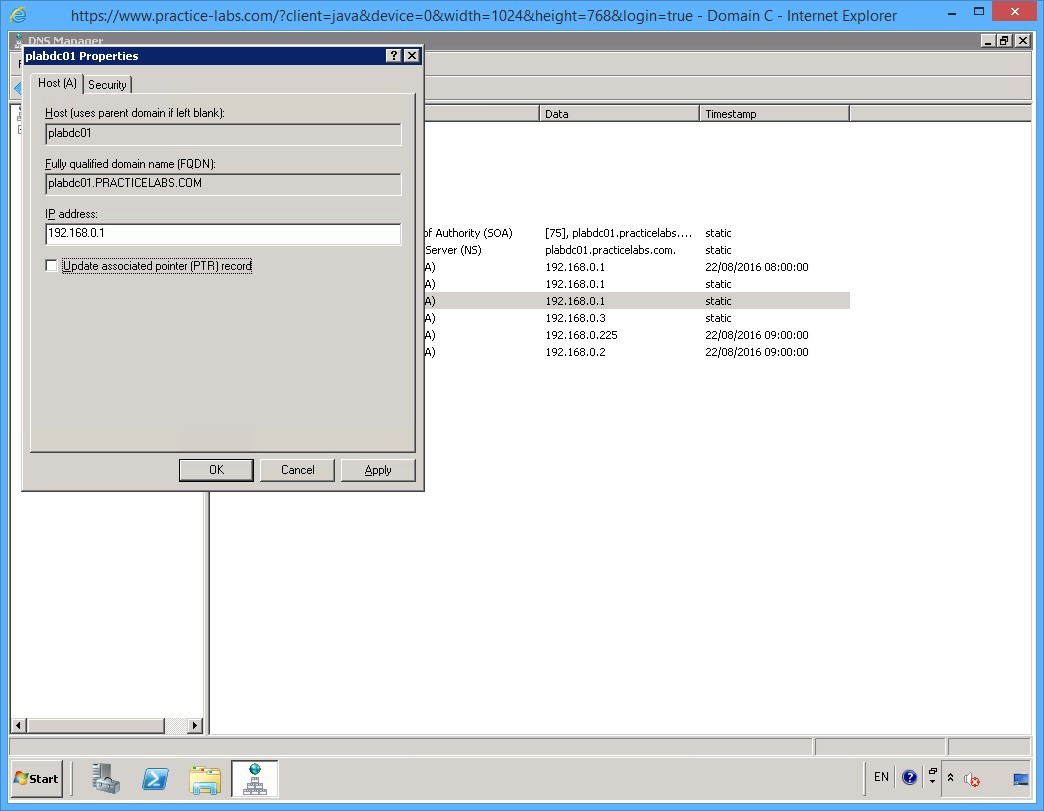 https://www.practice-labs.com/?client=java&device=0&width=1024&height=768&login=true - Domain C - Internet Explorer
DNS Manager
plabdc01 Properties
Host (A) Security
Host (uses parent domain if left blank):
plabdc01
Fully qualified domain name (FQDN):
plabdc01.PRACTICELABS.COM
IP address:
192.168.0.1
Update associated pointer (PTR) record
OK Cancel Apply
Data Timestamp
of Authority (SOA) [75], plabdc01.practicelabs.... static
Server (NS) plabdc01.practicelabs.com. static
A) 192.168.0.1 22/08/2016 08:00:00
A) 192.168.0.1 static
A) 192.168.0.1 static
A) 192.168.0.3 static
A) 192.168.0.225 22/08/2016 09:00:00
A) 192.168.0.2 22/08/2016 09:00:00
Start EN